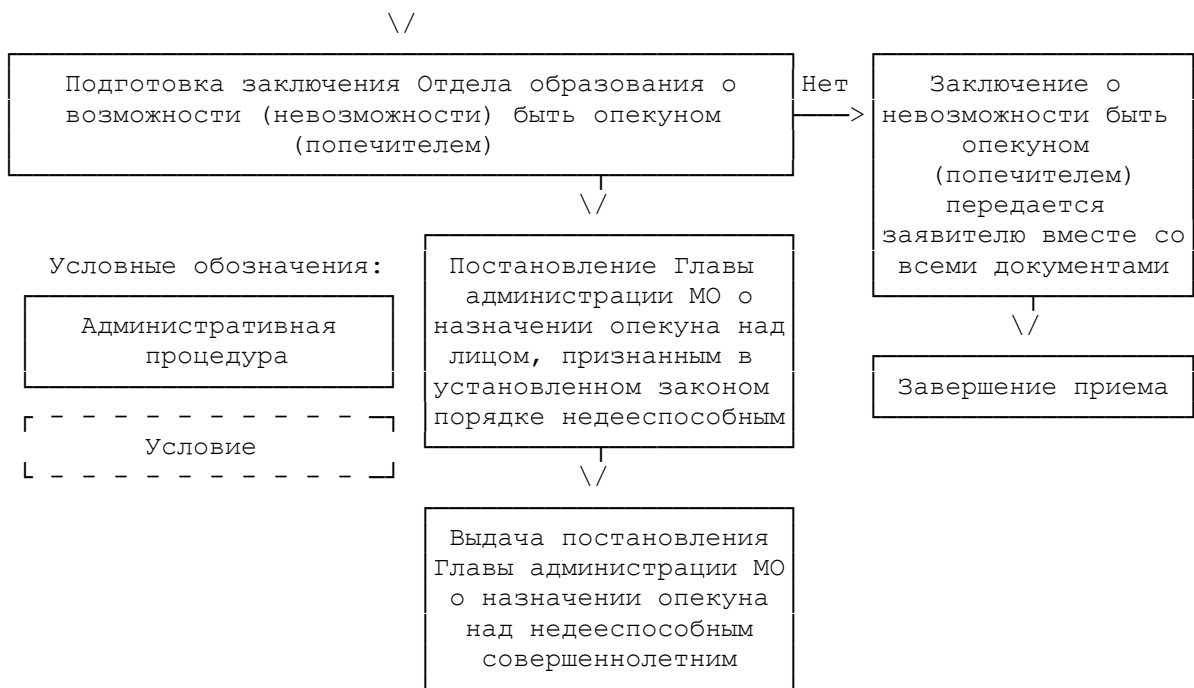 Подготовка заключения Отдела образования о
возможности (невозможности) быть опекуном
(попечителем)
Нет
Заключение о
невозможности быть
опекуном
(попечителем)
передается
заявителю вместе со
всеми документами
Условные обозначения:
Административная
процедура
Условие
Постановление Главы
администрации МО о
назначении опекуна над
лицом, признанным в
установленном законом
порядке недееспособным
Завершение приема
Выдача постановления
Главы администрации МО
о назначении опекуна
над недееспособным
совершеннолетним